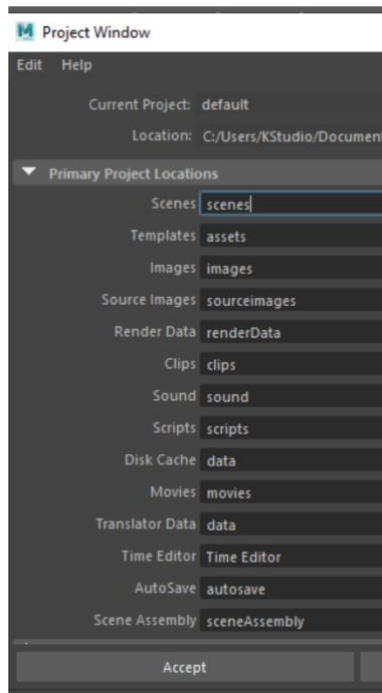 Project Window
Edit Help
Current Project: default
Location: C:/Users/KStudio/Document
Primary Project Locations
Scenes scenes
Templates assets
Images images
Source Images sourceimages
Render Data renderData
Clips clips
Sound sound
Scripts scripts
Disk Cache data
Movies movies
Translator Data data
Time Editor Time Editor
AutoSave autosave
Scene Assembly sceneAssembly
Accept